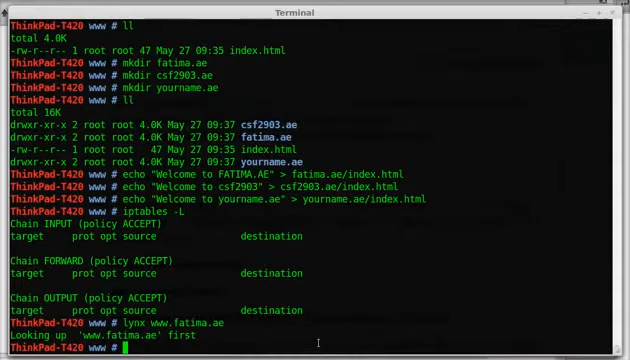 Terminal
ThinkPad-T420 www # ll
total 4.0K
-rw-r--r-- 1 root root 47 May 27 09:35 index.html
ThinkPad-T420 www # mkdir fatima.ae
ThinkPad-T420 www # mkdir csf2903.ae
ThinkPad-T420 www # mkdir yourname.ae
ThinkPad-T420 www # ll
total 16K
drwxr-xr-x 2 root root 4.0K May 27 09:37 csf2903.ae
drwxr-xr-x 2 root root 4.0K May 27 09:37 fatima.ae
-rw-r--r-- 1 root root   47 May 27 09:35 index.html
drwxr-xr-x 2 root root 4.0K May 27 09:37 yourname.ae
ThinkPad-T420 www # echo "Welcome to FATIMA.AE" > fatima.ae/index.html
ThinkPad-T420 www # echo "Welcome to csf2903" > csf2903.ae/index.html
ThinkPad-T420 www # echo "Welcome to yourname.ae" > yourname.ae/index.html
ThinkPad-T420 www # iptables -L
Chain INPUT (policy ACCEPT)
target     prot opt source               destination
Chain FORWARD (policy ACCEPT)
target     prot opt source               destination
Chain OUTPUT (policy ACCEPT)
target     prot opt source               destination
ThinkPad-T420 www # lynx www.fatima.ae
Looking up  'www.fatima.ae' first
ThinkPad-T420 www #